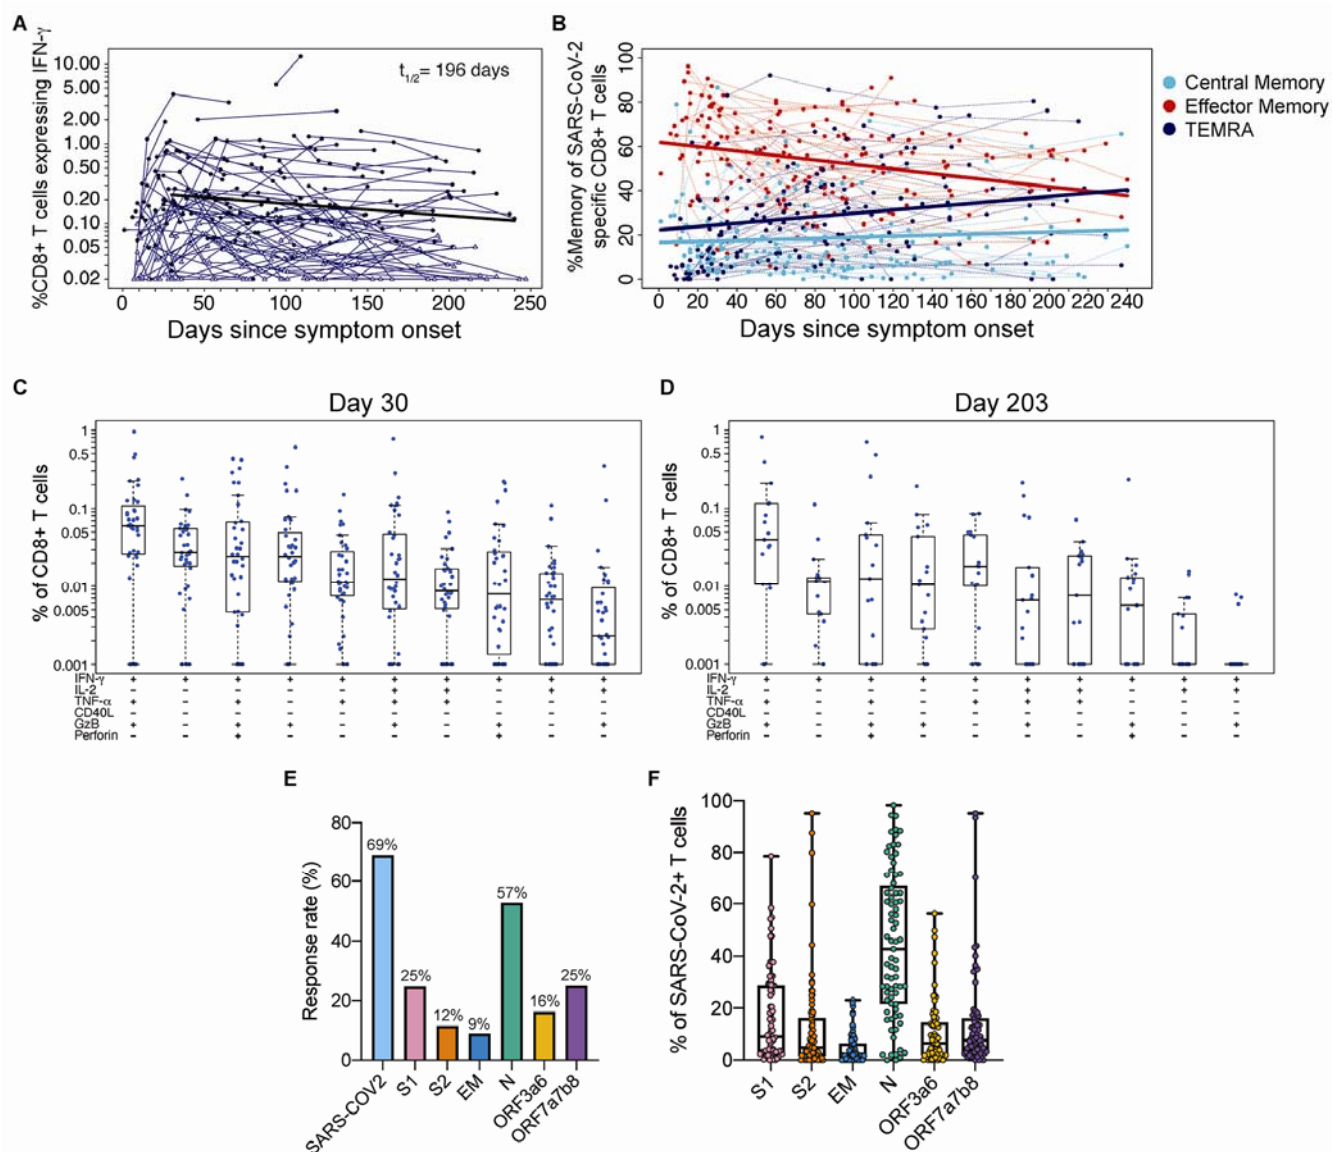 A
%CD8+ T cells expressing IFN-γ
10.00
5.00
2.00
1.00
0.50
0.20
0.10
0.05
0.02
t1/2= 196 days
0 50 100 150 200 250
Days since symptom onset
B
%Memory of SARS-CoV-2
specific CD8+ T Cells
100
80
60
40
20
0
0 20 40 60 80 100 120 140 160 180 200 220 240
Days since symptom onset
Central Memory
Effector Memory
TEMRA
C
Day 30
% of CD8+ T cells
1
0.5
0.1
0.05
0.01
0.005
0.001
IFN-γ + + + + + + + + + +
IL-2 - - - - - + + - + +
TNF-α + - + - + + + - - -
CD40L - - - - - - - - - -
GzB + - + + - + - + - +
Perforin - - + - - - - + - -
D
Day 203
% of CD8+ T cells
1
0.5
0.1
0.05
0.01
0.005
0.001
IFN-γ + + + + + + + + + +
IL-2 - - - - - + + - + +
TNF-α + - + - + + + - - -
CD40L - - - - - - - - - -
GzB + - + + - + - + - +
Perforin - - + - - - - + - -
E
Response rate (%)
80
60
40
20
0
69%
25%
12%
9%
57%
16%
25%
SARS-COV2
S1
S2
EM
N
ORF3a6
ORF7a7b8
F
% of SARS-CoV-2+ T cells
100
80
60
40
20
0
S1
S2
EM
N
ORF3a6
ORF7a7b8